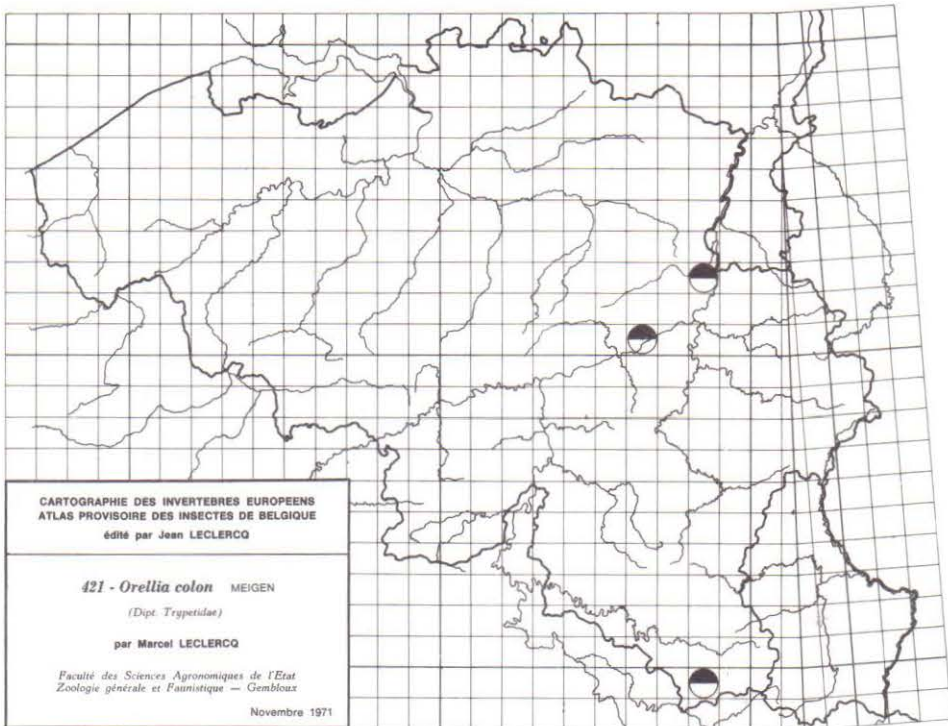 CARTOGRAPHIE DES INVERTEBRES EUROPEENS
ATLAS PROVISOIRE DES INSECTES DE BELGIQUE
édité par Jean LECLERCQ
421 - Orellia colon MEIGEN
(Dipt. Trypetidae)
par Marcel LECLERCQ
Faculté des Sciences Agronomiques de l'Etat
Zoologie générale et Faunistique — Gembloux
Novembre 1971